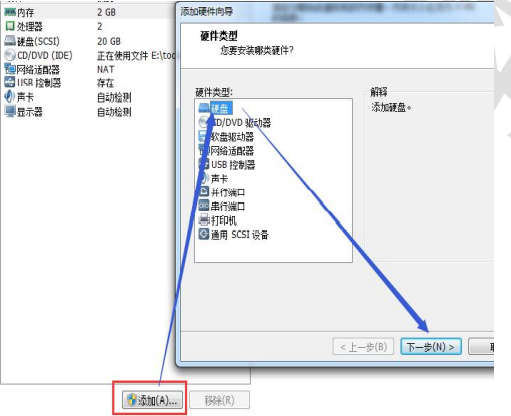 内存 2 GB
处理器 2
硬盘(SCSI) 20 GB
CD/DVD (IDE) 正在使用文件 E:\tool
网络适配器 NAT
USB 控制器 存在
声卡 自动检测
显示器 自动检测
添加(A)...
移除(R)
添加硬件向导
硬件类型
您要安装哪类硬件?
硬件类型:
硬盘
CD/DVD 驱动器
软盘驱动器
网络适配器
USB 控制器
声卡
并行端口
串行端口
打印机
通用 SCSI 设备
解释
添加硬盘。
< 上一步(B)
下一步(N) >